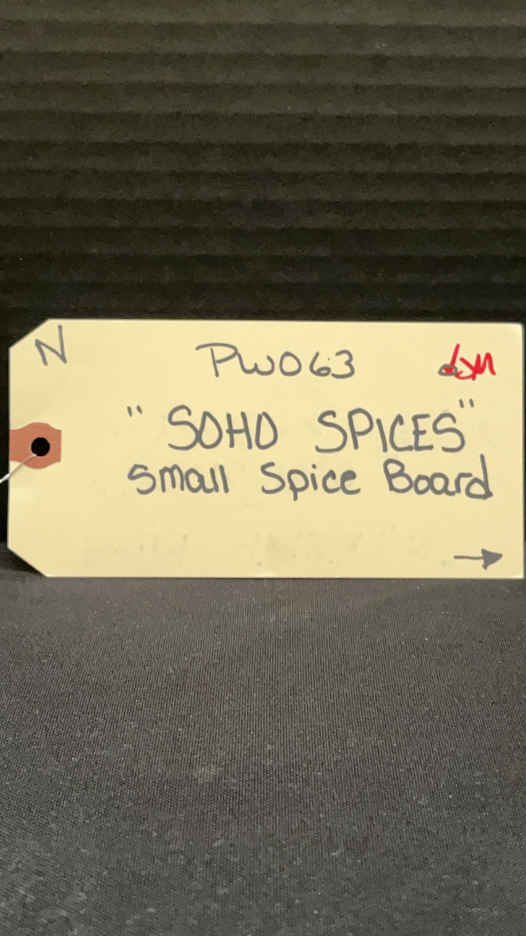 N
PW063
"SOHO SPICES"
Small Spice Board
→